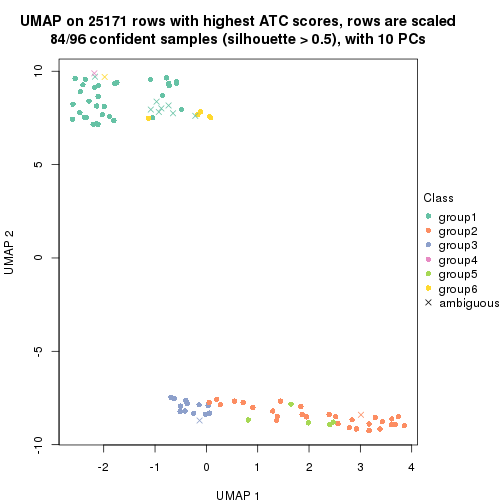 UMAP on 25171 rows with highest ATC scores, rows are scaled
84/96 confident samples (silhouette > 0.5), with 10 PCs
10
5
0
-5
-10
UMAP 2
-2
-1
0
1
2
3
4
UMAP 1
Class
group1
group2
group3
group4
group5
group6
ambiguous